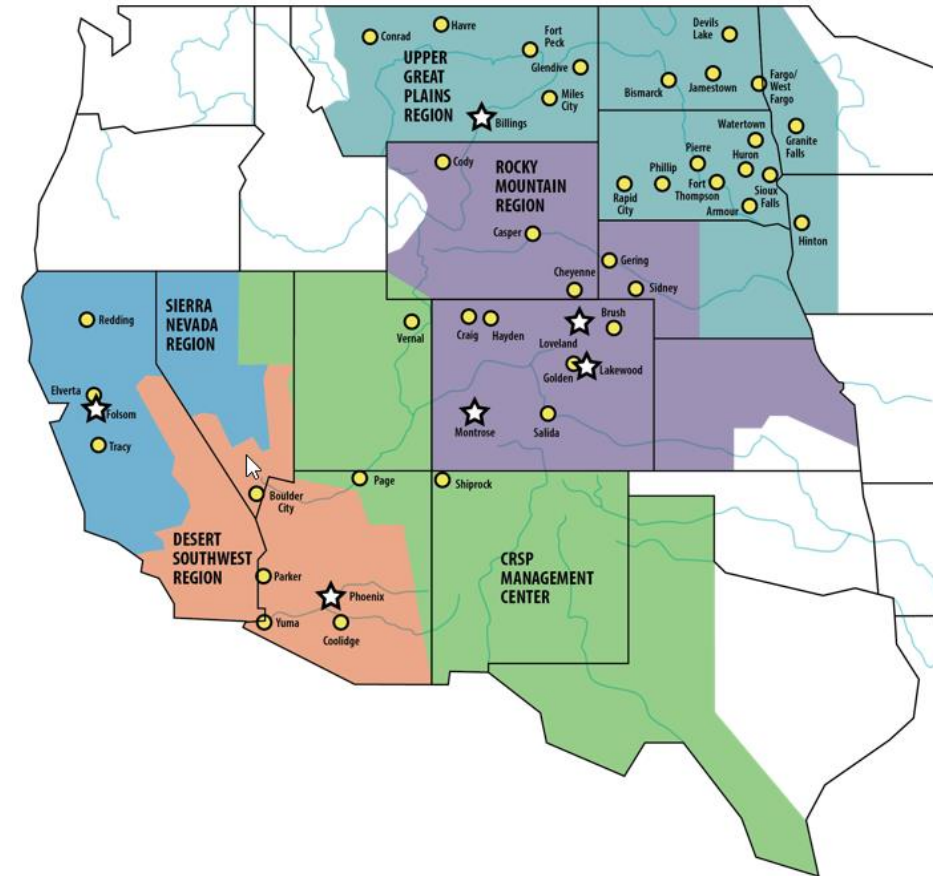 Conrad
Havre
UPPER
GREAT
PLAINS
REGION
Fort
Peck
Glendive
Miles
City
Billings
Devils
Lake
Bismarck
Jamestown
Fargo/
West
Fargo
Watertown
Granite
Falls
Pierre
Huron
Phillip
Rapid
City
Fort
Thompson
Sioux
Falls
Armour
Hinton
Cody
ROCKY
MOUNTAIN
REGION
Casper
Cheyenne
Gering
Sidney
SIERRA
NEVADA
REGION
Redding
Vernal
Craig
Hayden
Loveland
Brush
Golden
Lakewood
Elverta
Folsom
Tracy
Montrose
Salida
Page
Shiprock
Boulder
City
DESERT
SOUTHWEST
REGION
CRSP
MANAGEMENT
CENTER
Parker
Phoenix
Yuma
Coolidge